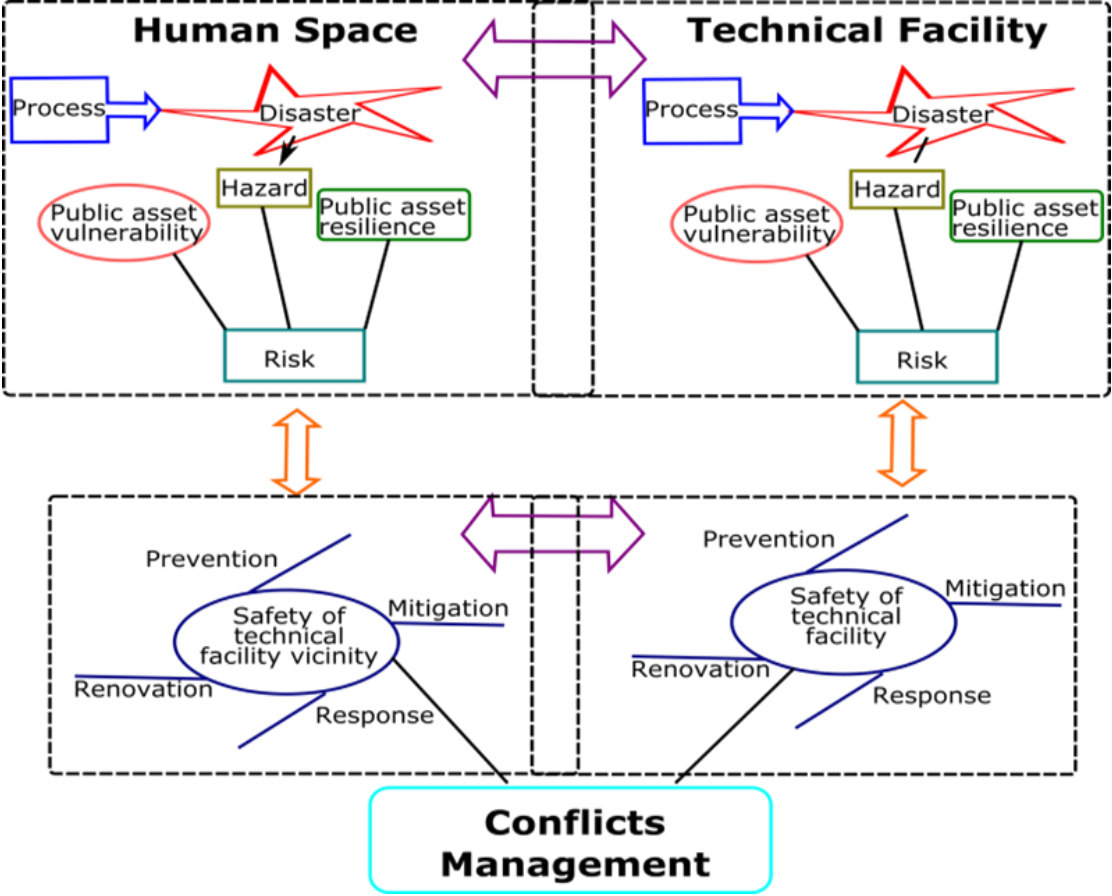 Human Space
Process
Disaster
Hazard
Public asset
vulnerability
Public asset
resilience
Risk
Technical Facility
Process
Disaster
Hazard
Public asset
vulnerability
Public asset
resilience
Risk
Prevention
Mitigation
Safety of
technical
facility vicinity
Renovation
Response
Prevention
Mitigation
Safety of
technical
facility
Renovation
Response
Conflicts
Management